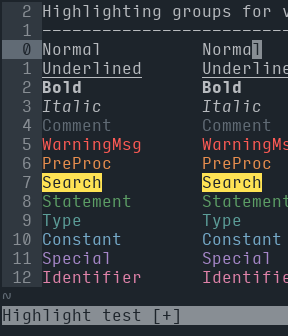 2 Highlighting groups for v
1 -------------------------
0 Normal Normal
1 Underlined Underline
2 Bold Bold
3 Italic Italic
4 Comment Comment
5 WarningMsg WarningMs
6 PreProc PreProc
7 Search Search
8 Statement Statement
9 Type Type
10 Constant Constant
11 Special Special
12 Identifier Identifie
~
Highlight test [+]